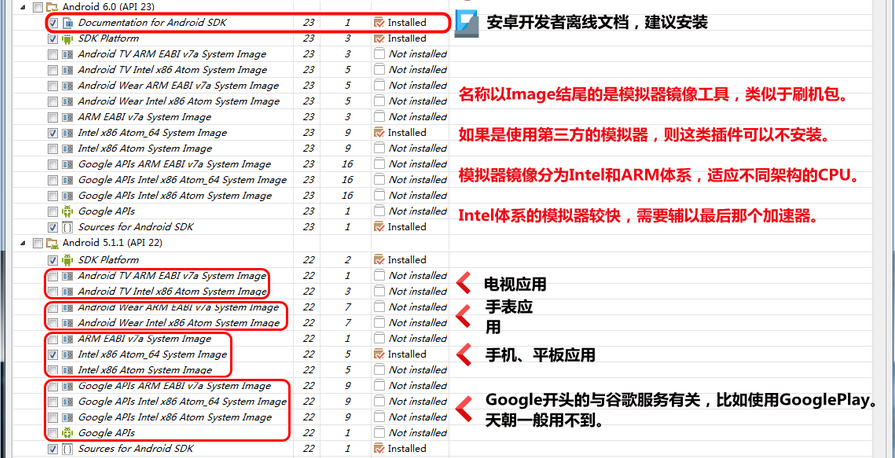 Android 6.0 (API 23)
Documentation for Android SDK 23 1 Installed 安卓开发者离线文档，建议安装
SDK Platform 23 3 Installed
Android TV ARM EABI v7a System Image 23 3 Not installed
Android TV Intel x86 Atom System Image 23 5 Not installed
Android Wear ARM EABI v7a System Image 23 5 Not installed
名称以Image结尾的是模拟器镜像工具，类似于刷机包。
Android Wear Intel x86 Atom System Image 23 5 Not installed
ARM EABI v7a System Image 23 3 Not installed
Intel x86 Atom_64 System Image 23 9 Installed 如果是使用第三方的模拟器，则这类插件可以不安装。
Intel x86 Atom System Image 23 9 Not installed
Google APIs ARM EABI v7a System Image 23 16 Not installed
Google APIs Intel x86 Atom_64 System Image 23 16 Not installed 模拟器镜像分为Intel和ARM体系，适应不同架构的CPU。
Google APIs Intel x86 Atom System Image 23 16 Not installed
Google APIs 23 1 Not installed Intel体系的模拟器较快，需要辅以最后那个加速器。
Sources for Android SDK 23 1 Installed
Android 5.1.1 (API 22)
SDK Platform 22 2 Installed
Android TV ARM EABI v7a System Image 22 1 Not installed
电视应用
Android TV Intel x86 Atom System Image 22 3 Not installed
Android Wear ARM EABI v7a System Image 22 7 Not installed 手表应
Android Wear Intel x86 Atom System Image 22 7 Not installed 用
ARM EABI v7a System Image 22 1 Not installed
Intel x86 Atom_64 System Image 22 5 Installed 手机、平板应用
Intel x86 Atom System Image 22 5 Not installed
Google APIs ARM EABI v7a System Image 22 9 Not installed
Google APIs Intel x86 Atom_64 System Image 22 9 Not installed Google开头的与谷歌服务有关，比如使用GooglePlay。
Google APIs Intel x86 Atom System Image 22 9 Not installed 天朝一般用不到。
Google APIs 22 1 Not installed
Sources for Android SDK 22 1 Installed